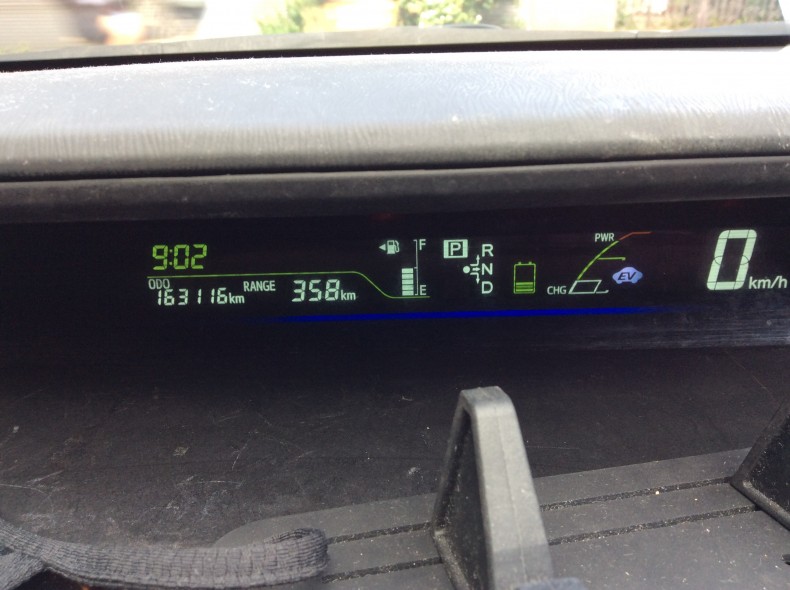 9:02
ODO
163116km RANGE 358km
F
E
P
R
N
D
CHG
PWR
EV
0 km/h